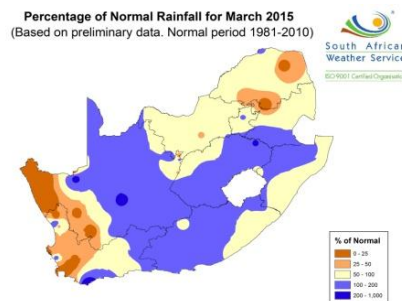 Percentage of Normal Rainfall for March 2015
(Based on preliminary data. Normal period 1981-2010)
South African
Weather Service
ISO 9001 Certified Organisation
% of Normal
0 - 25
25 - 50
50 - 100
100 - 200
200 - 1,000